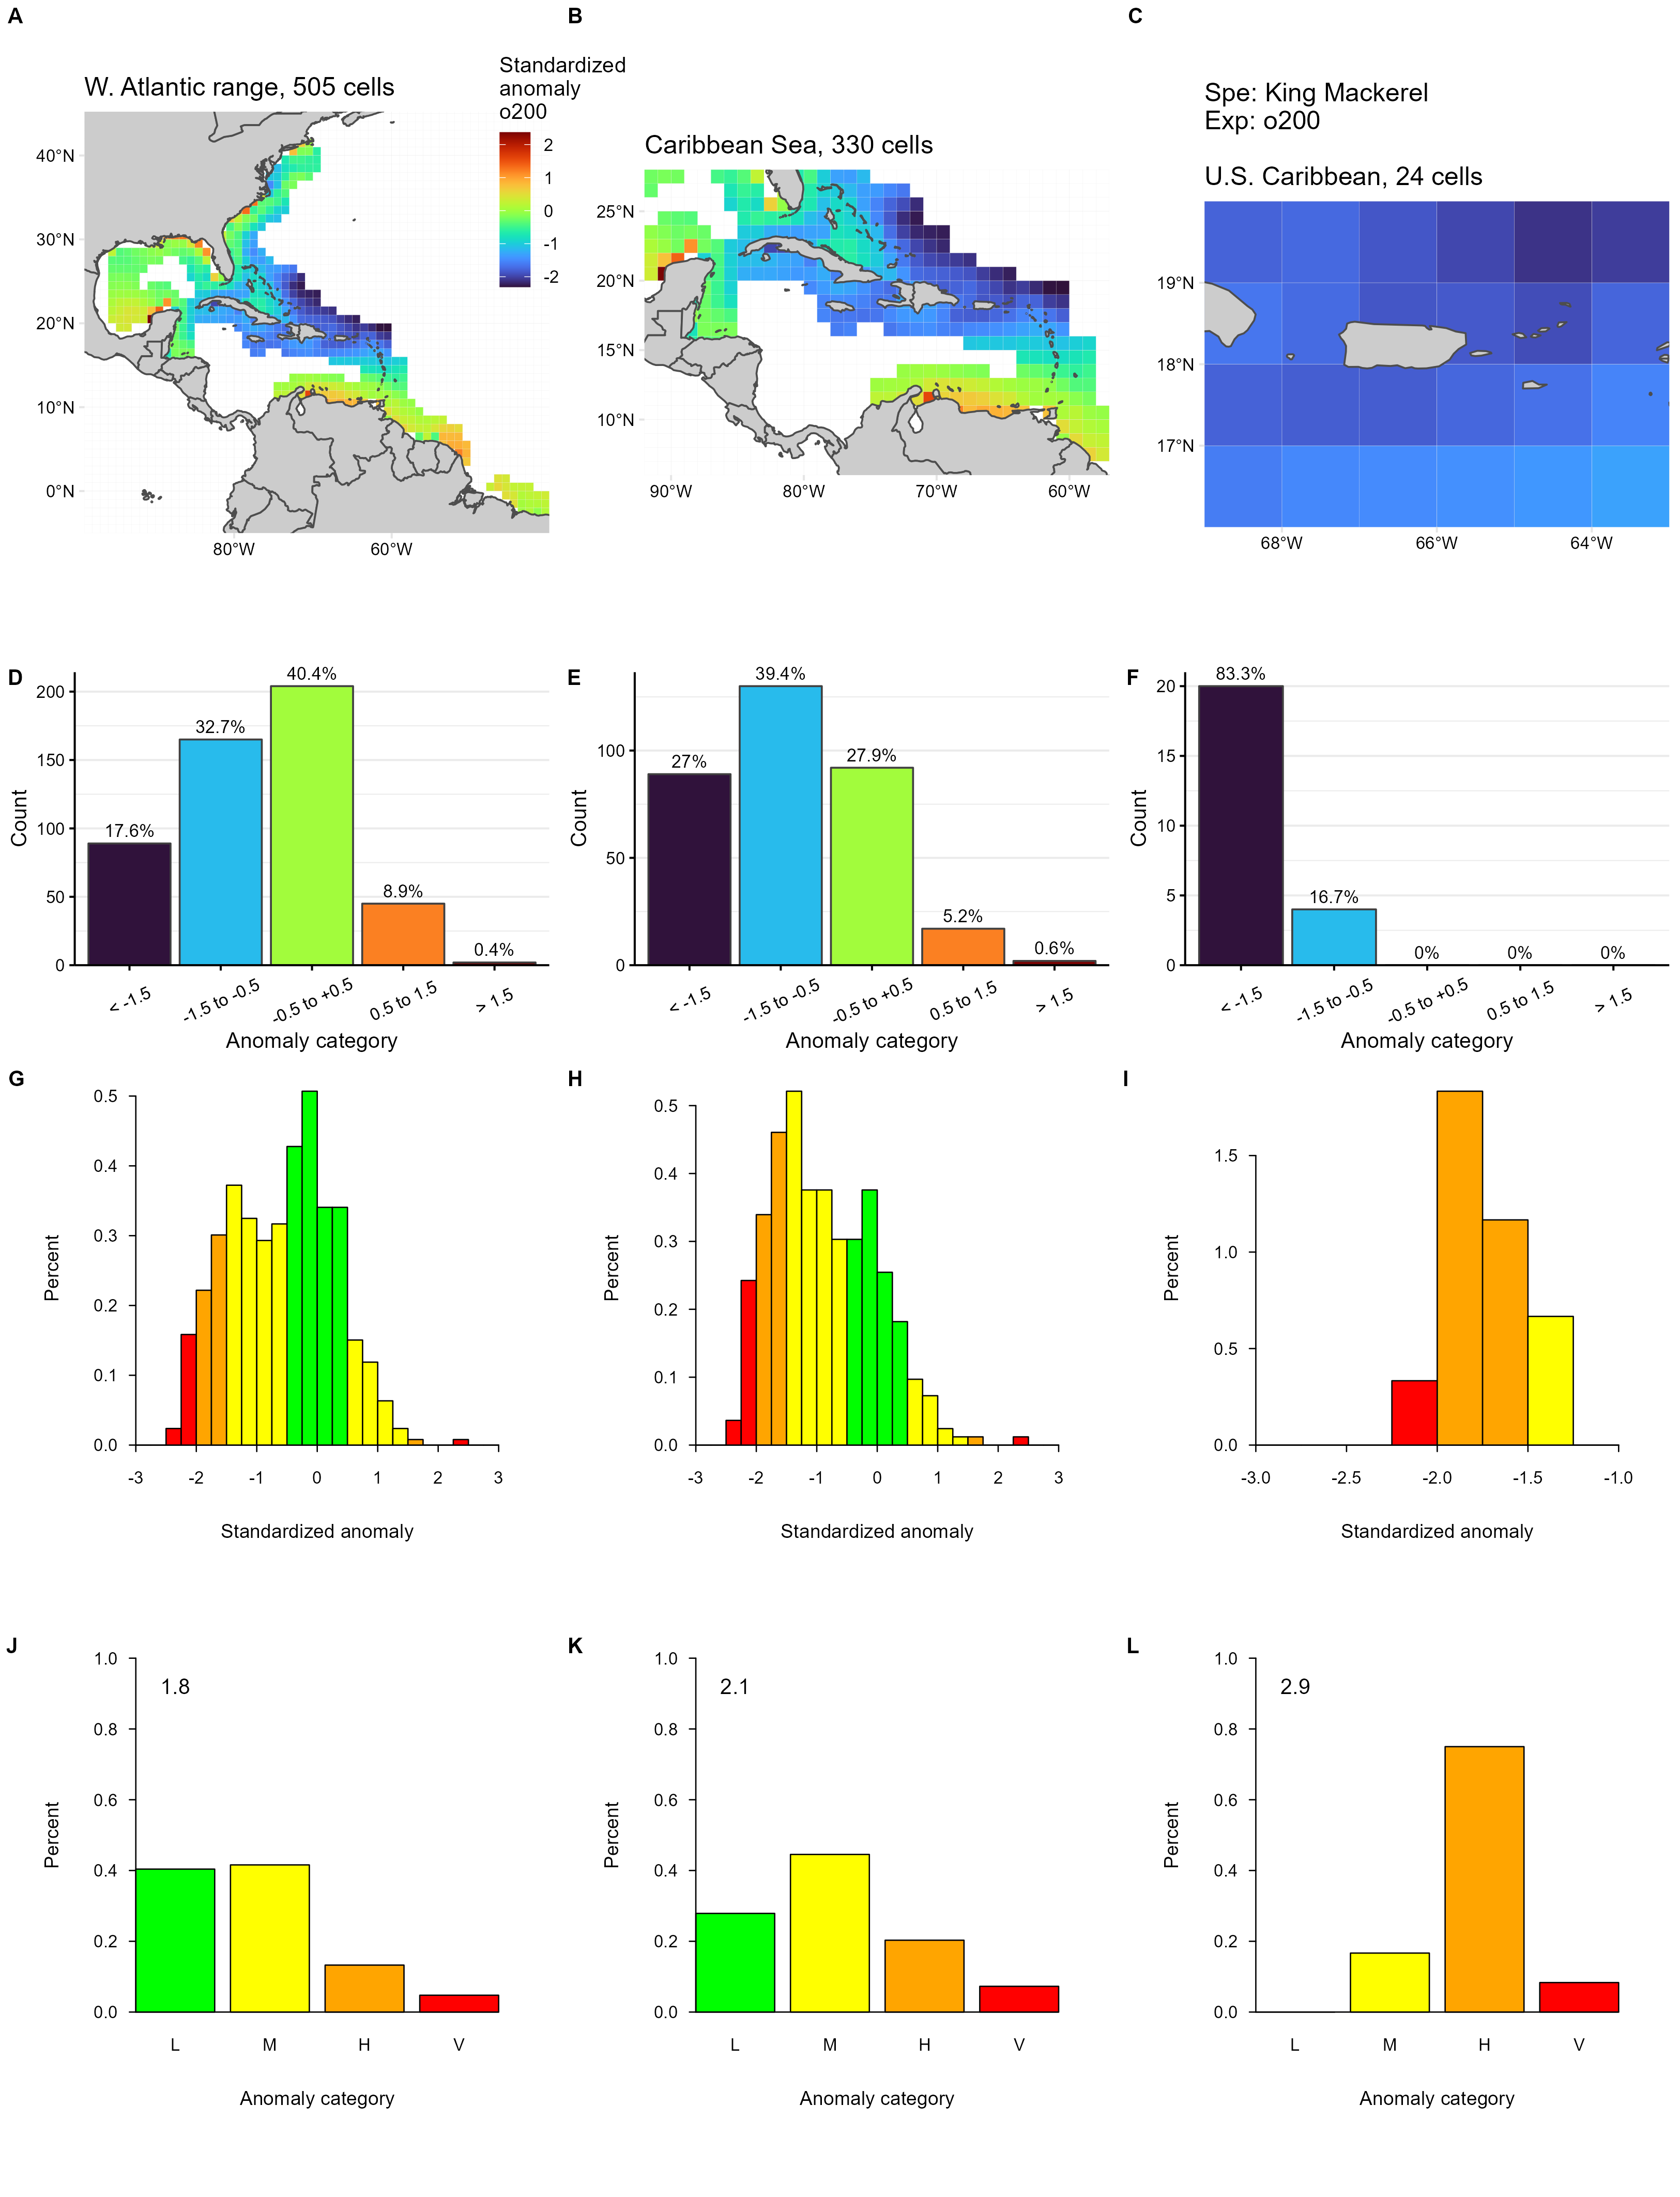 A
B
C
W. Atlantic range, 505 cells
Standardized
anomaly
o200
2
1
0
-1
-2
40°N
30°N
20°N
10°N
0°N
80°W
60°W
Caribbean Sea, 330 cells
25°N
20°N
15°N
10°N
90°W
80°W
70°W
60°W
Spe: King Mackerel
Exp: o200
U.S. Caribbean, 24 cells
19°N
18°N
17°N
68°W
66°W
64°W
D
Count
200
150
100
50
0
17.6%
32.7%
40.4%
8.9%
0.4%
< -1.5
-1.5 to -0.5
-0.5 to +0.5
0.5 to 1.5
> 1.5
Anomaly category
E
Count
100
50
0
27%
39.4%
27.9%
5.2%
0.6%
< -1.5
-1.5 to -0.5
-0.5 to +0.5
0.5 to 1.5
> 1.5
Anomaly category
F
Count
20
15
10
5
0
83.3%
16.7%
0%
0%
0%
< -1.5
-1.5 to -0.5
-0.5 to +0.5
0.5 to 1.5
> 1.5
Anomaly category
G
Percent
0.5
0.4
0.3
0.2
0.1
0.0
-3
-2
-1
0
1
2
3
Standardized anomaly
H
Percent
0.5
0.4
0.3
0.2
0.1
0.0
-3
-2
-1
0
1
2
3
Standardized anomaly
I
Percent
1.5
1.0
0.5
0.0
-3.0
-2.5
-2.0
-1.5
-1.0
Standardized anomaly
J
1.8
Percent
1.0
0.8
0.6
0.4
0.2
0.0
L
M
H
V
Anomaly category
K
2.1
Percent
1.0
0.8
0.6
0.4
0.2
0.0
L
M
H
V
Anomaly category
L
2.9
Percent
1.0
0.8
0.6
0.4
0.2
0.0
L
M
H
V
Anomaly category